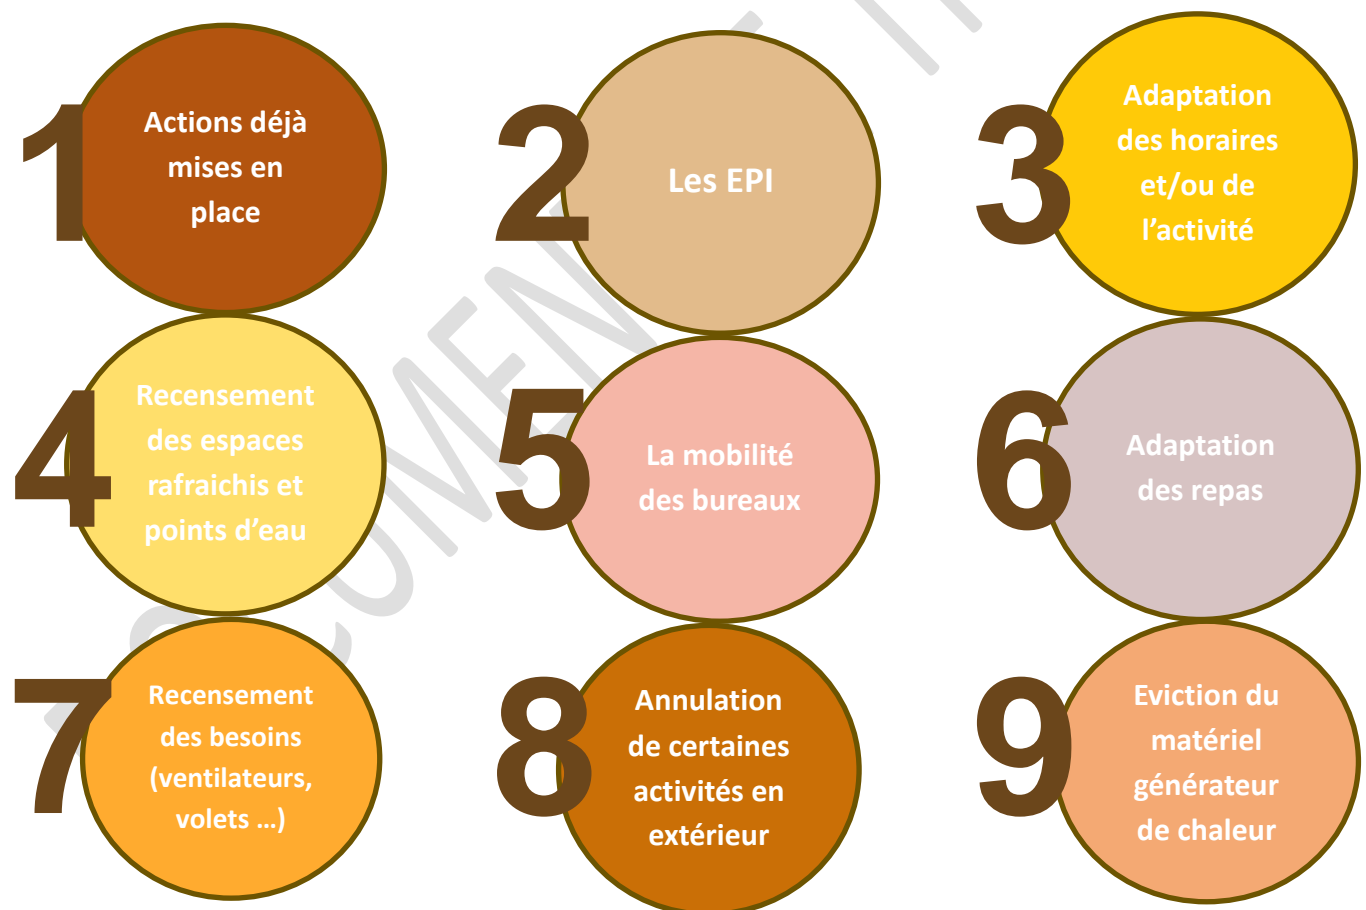 1
Actions déjà
mises en
place
2
Les EPI
3
Adaptation
des horaires
et/ou de
l'activité
4
Recensement
des espaces
rafraichis et
points d'eau
5
La mobilité
des bureaux
6
Adaptation
des repas
7
Recensement
des besoins
(ventilateurs,
volets ...)
8
Annulation
de certaines
activités en
extérieur
9
Eviction du
matériel
générateur
de chaleur